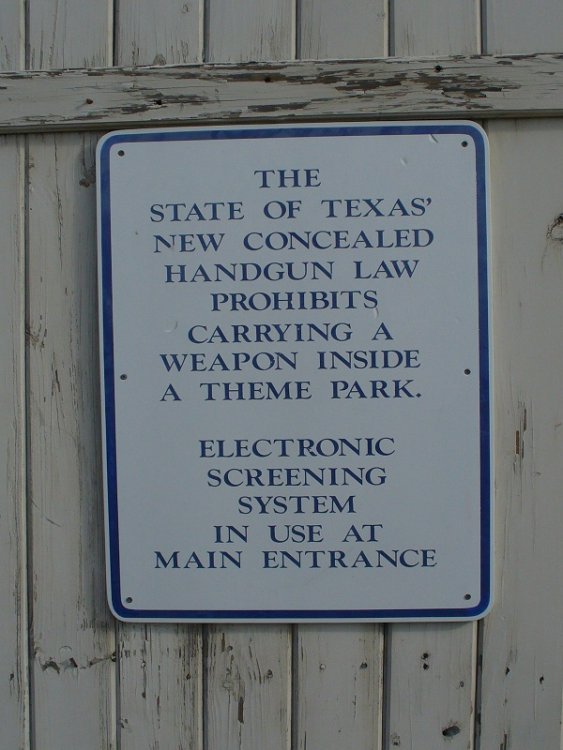 THE
STATE OF TEXAS'
NEW CONCEALED
HANDGUN LAW
PROHIBITS
CARRYING A
WEAPON INSIDE
A THEME PARK.
ELECTRONIC
SCREENING
SYSTEM
IN USE AT
MAIN ENTRANCE